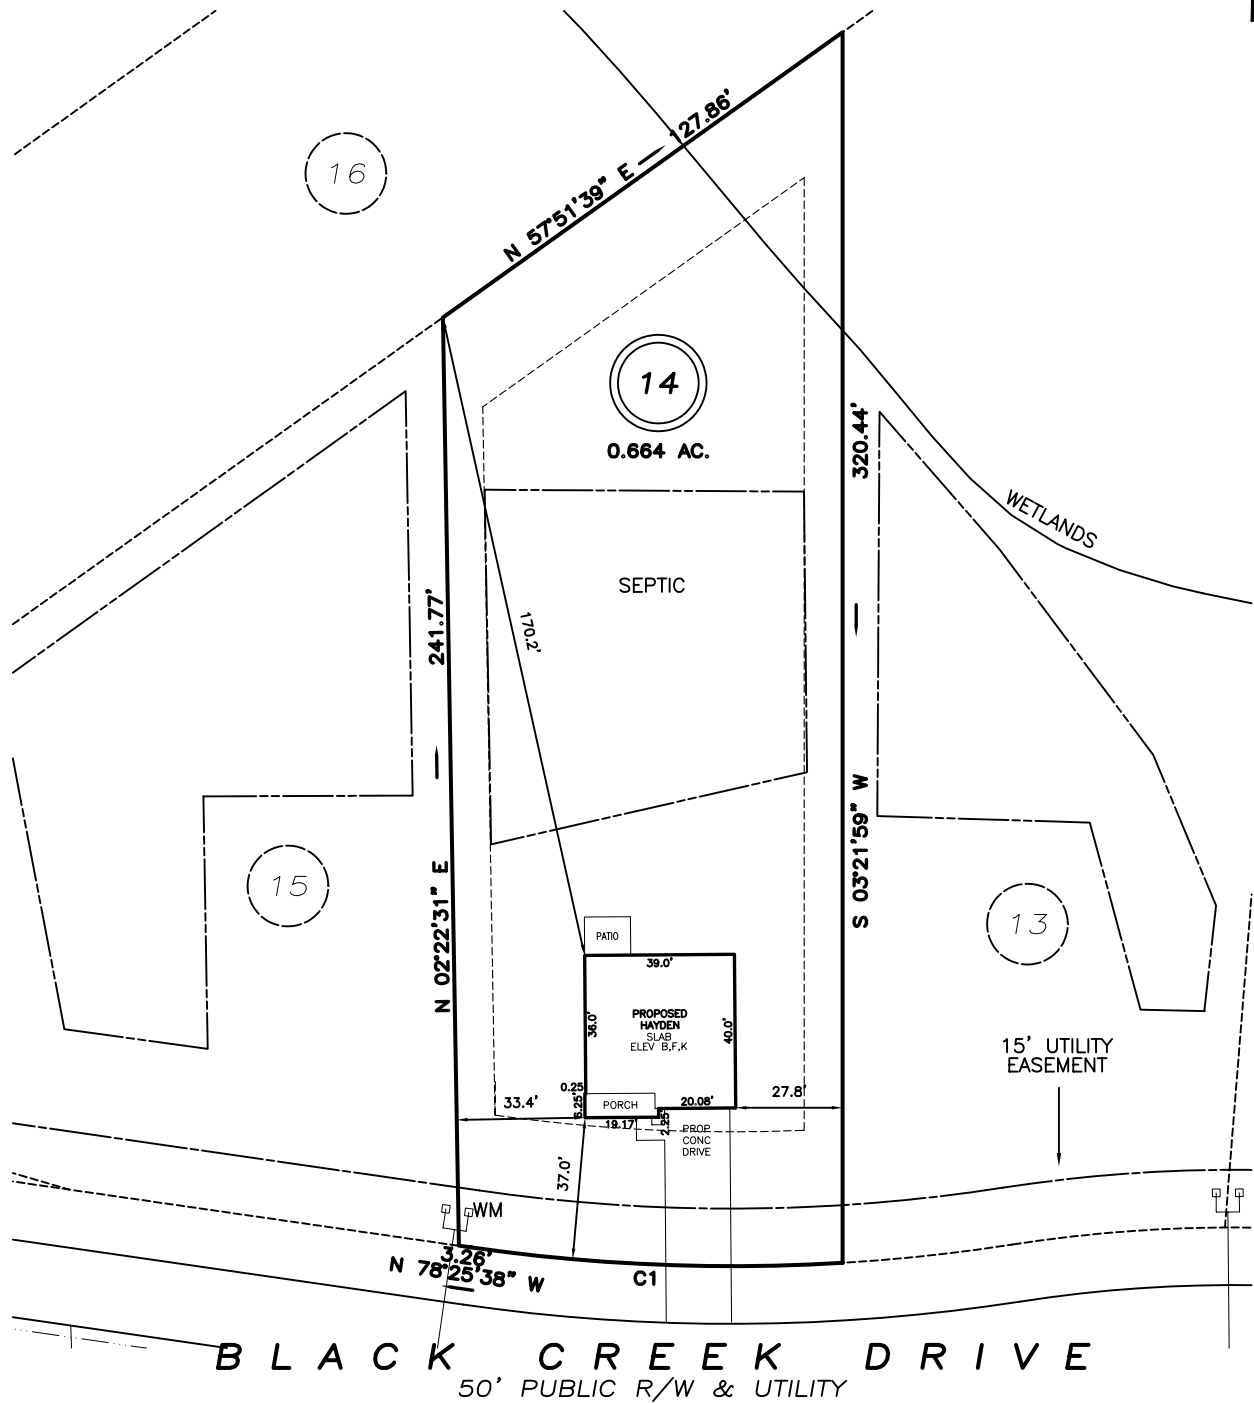 16
N 57°51'39" E
127.86'
14
0.664 AC.
320.44'
WETLANDS
SEPTIC
241.77'
170.2'
S 03°21'59" W
N 02°22'31" E
15
13
PATIO
39.0'
36.0'
PROPOSED
HAYDEN
SLAB
ELEV B,F,K
40.0'
15' UTILITY
EASEMENT
33.4'
0.25
6.25'
PORCH
20.08'
27.8'
19.17'
2.25'
PROP
CONC
DRIVE
37.0'
WM
3.26'
N 78°25'38" W
C1
BLACK CREEK DRIVE
50' PUBLIC R/W & UTILITY